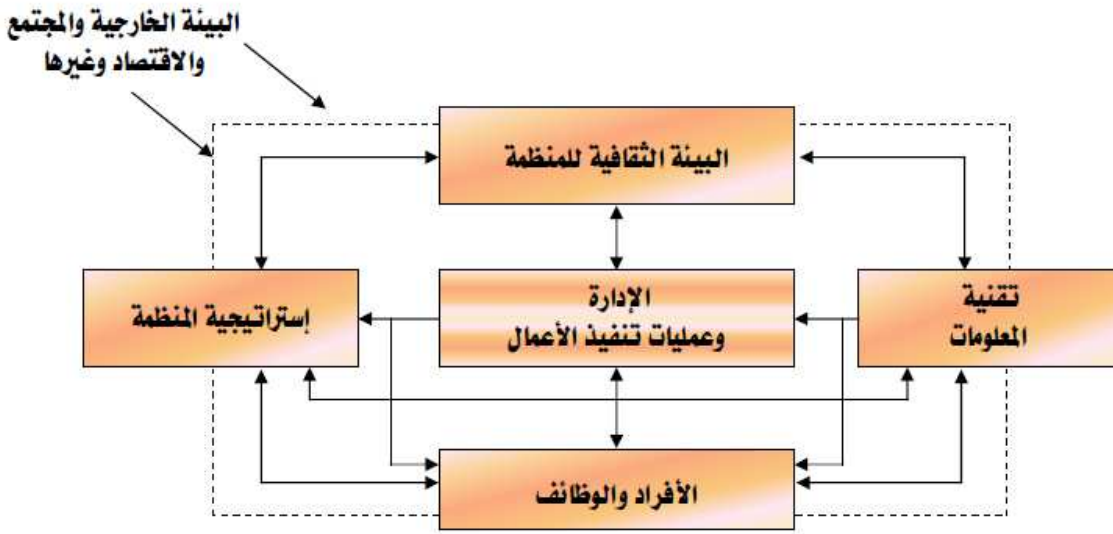 البيئة الخارجية والمجتمع
والاقتصاد وغيرها
البيئة الثقافية للمنظمة
تقنية
المعلومات
الإدارة
وعمليات تنفيذ الأعمال
إستراتيجية المنظمة
الأفراد والوظائف